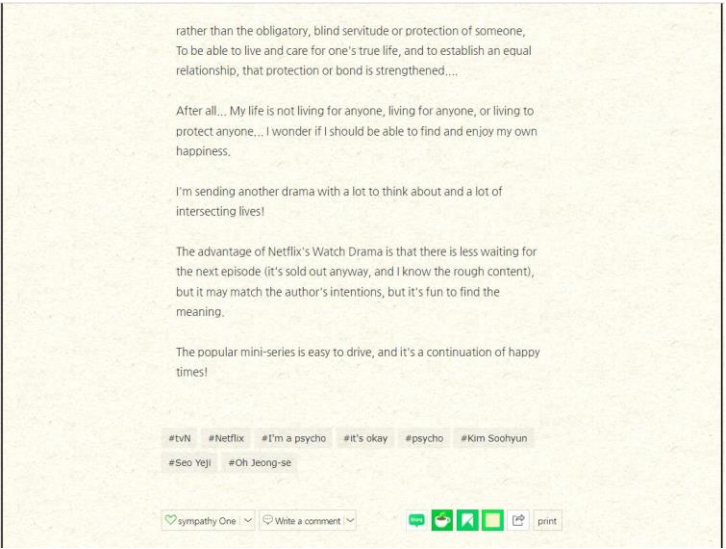 rather than the obligatory, blind servitude or protection of someone,
To be able to live and care for one's true life, and to establish an equal
relationship, that protection or bond is strengthened....
After all... My life is not living for anyone, living for anyone, or living to
protect anyone... I wonder if I should be able to find and enjoy my own
happiness.
I'm sending another drama with a lot to think about and a lot of
intersecting lives!
The advantage of Netflix's Watch Drama is that there is less waiting for
the next episode (it's sold out anyway, and I know the rough content),
but it may match the author's intentions, but it's fun to find the
meaning.
The popular mini-series is easy to drive, and it's a continuation of happy
times!
#tvN #Netflix #I'm a psycho #it's okay #psycho #Kim Soohyun
#Seo Yeji #Oh Jeong-se
sympathy One Write a comment print